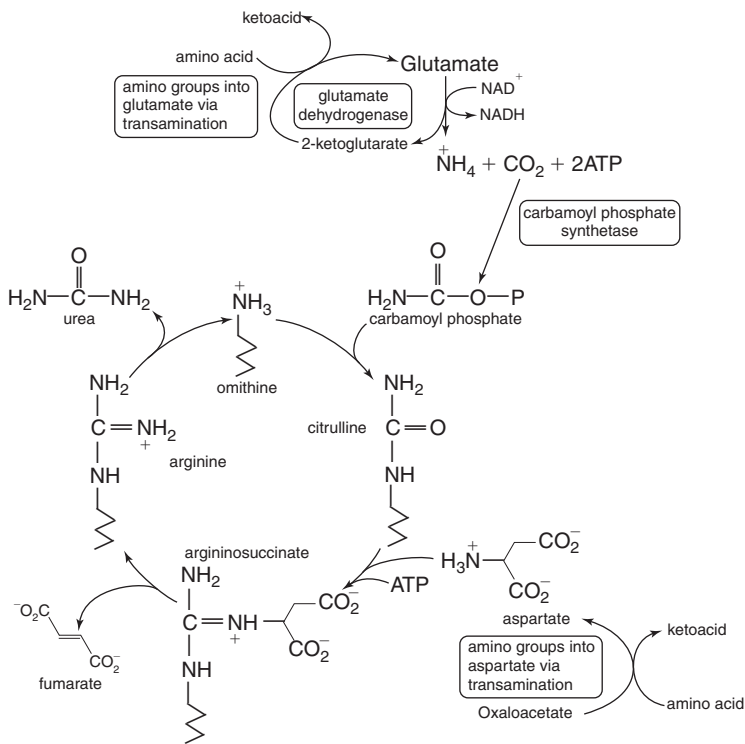 ketoacid
amino acid
Glutamate
amino groups into
glutamate via
transamination
glutamate
dehydrogenase
NAD+
NADH
2-ketoglutarate
+
NH4 + CO2 + 2ATP
carbamoyl phosphate
synthetase
O
H2N—C—NH2
urea
+
NH3
omithine
O
H2N—C—O—P
carbamoyl phosphate
NH2
C=NH2
+
NH
arginine
NH2
citrulline
C=O
NH
argininosuccinate
NH2
C=NH
+
NH
CO2−
CO2−
ATP
+
H3N
CO2−
CO2−
aspartate
−O2C
CO2−
fumarate
amino groups into
aspartate via
transamination
ketoacid
amino acid
Oxaloacetate